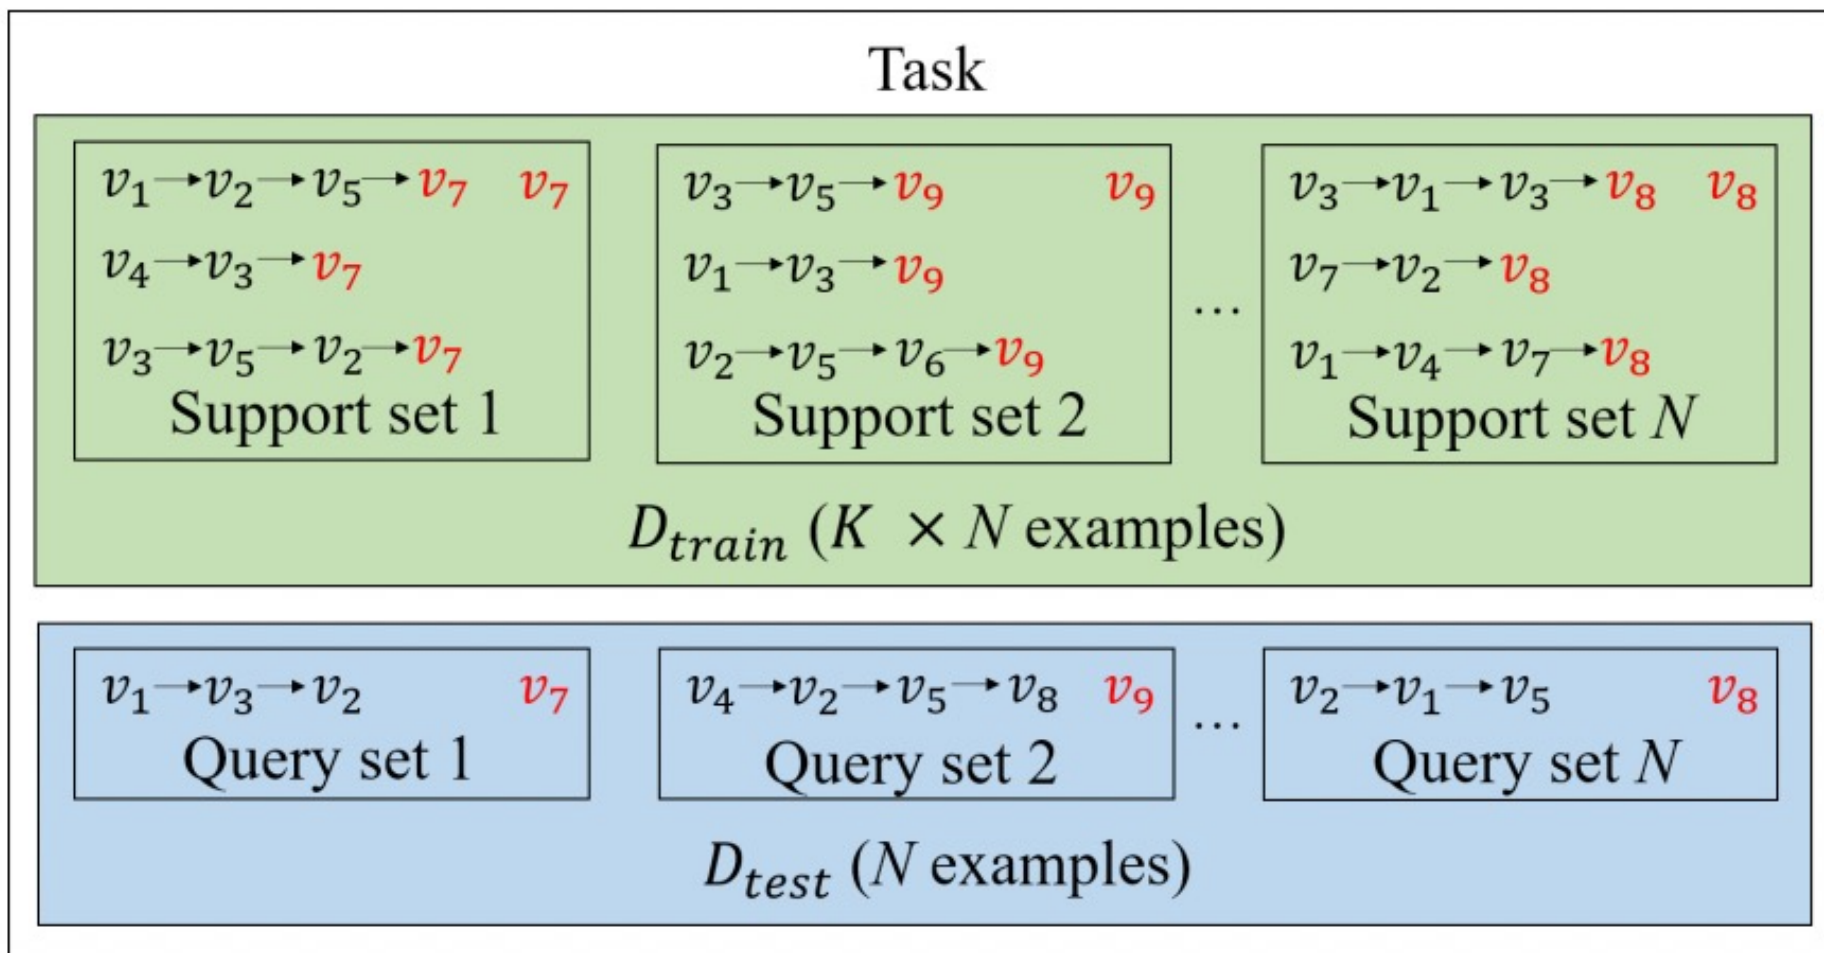 Task
v₁→v₂→v₅→v₇ v₇
v₄→v₃→v₇
v₃→v₅→v₂→v₇
Support set 1
v₃→v₅→v₉ v₉
v₁→v₃→v₉
v₂→v₅→v₆→v₉
Support set 2
...
v₃→v₁→v₃→v₈ v₈
v₇→v₂→v₈
v₁→v₄→v₇→v₈
Support set N
D_train (K × N examples)
v₁→v₃→v₂ v₇
Query set 1
v₄→v₂→v₅→v₈ v₉
Query set 2
...
v₂→v₁→v₅ v₈
Query set N
D_test (N examples)